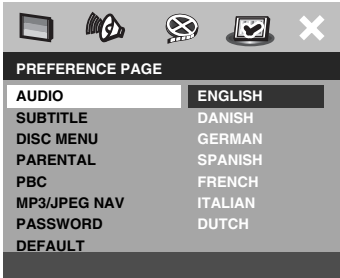 PREFERENCE PAGE
AUDIO ENGLISH
SUBTITLE DANISH
DISC MENU GERMAN
PARENTAL SPANISH
PBC FRENCH
MP3/JPEG NAV ITALIAN
PASSWORD DUTCH
DEFAULT